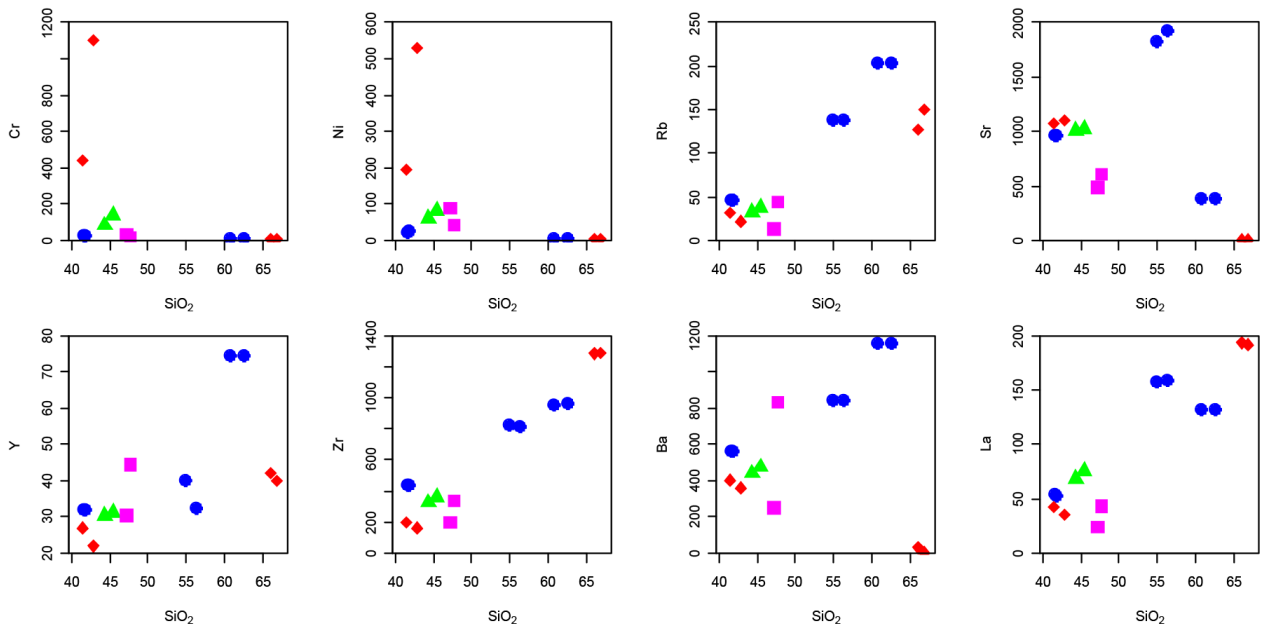 Cr
0 200 400 600 800 1200
40 45 50 55 60 65
SiO₂
Ni
0 100 200 300 400 500 600
40 45 50 55 60 65
SiO₂
Rb
0 50 100 150 200 250
40 45 50 55 60 65
SiO₂
Sr
0 500 1000 1500 2000
40 45 50 55 60 65
SiO₂
Y
20 30 40 50 60 70 80
40 45 50 55 60 65
SiO₂
Zr
0 200 400 600 1000 1400
40 45 50 55 60 65
SiO₂
Ba
0 200 400 600 800 1200
40 45 50 55 60 65
SiO₂
La
0 50 100 150 200
40 45 50 55 60 65
SiO₂